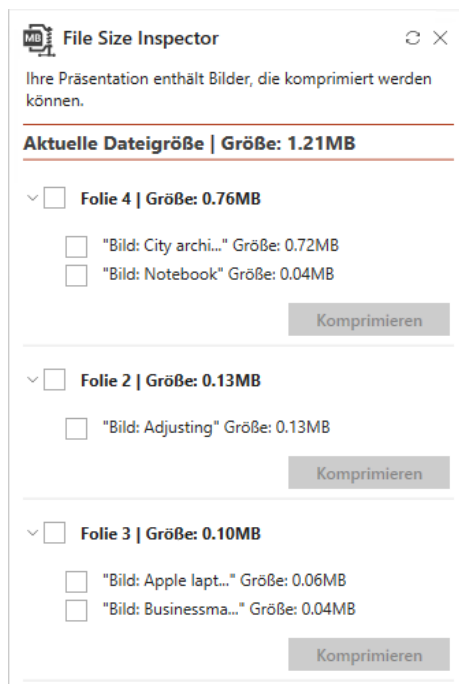 MB
File Size Inspector
Ihre Präsentation enthält Bilder, die komprimiert werden
können.
Aktuelle Dateigröße | Größe: 1.21MB
Folie 4 | Größe: 0.76MB
"Bild: City archi..." Größe: 0.72MB
"Bild: Notebook" Größe: 0.04MB
Komprimieren
Folie 2 | Größe: 0.13MB
"Bild: Adjusting" Größe: 0.13MB
Komprimieren
Folie 3 | Größe: 0.10MB
"Bild: Apple lapt..." Größe: 0.06MB
"Bild: Businessma..." Größe: 0.04MB
Komprimieren